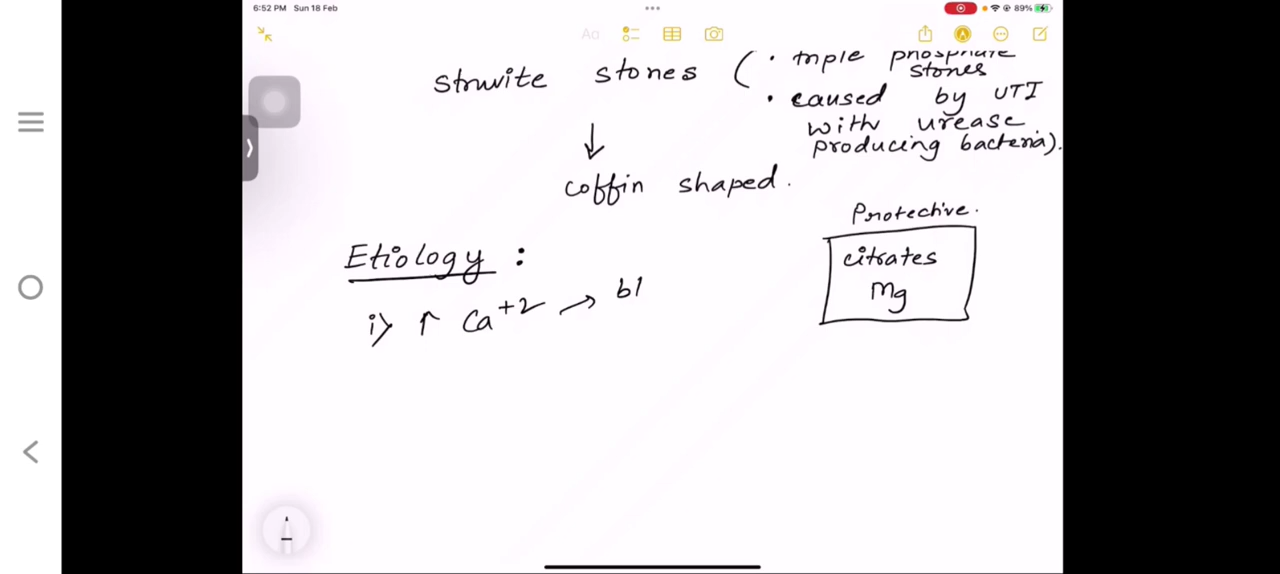 6:52 PM Sun 18 Feb
89%
Aa
struvite stones ( • triple phosphate
stones
• caused by UTI
with urease
producing bacteria).
↓
coffin shaped.
Protective.
citrates
Mg
Etiology :
i) ↑ Ca+2 → bl